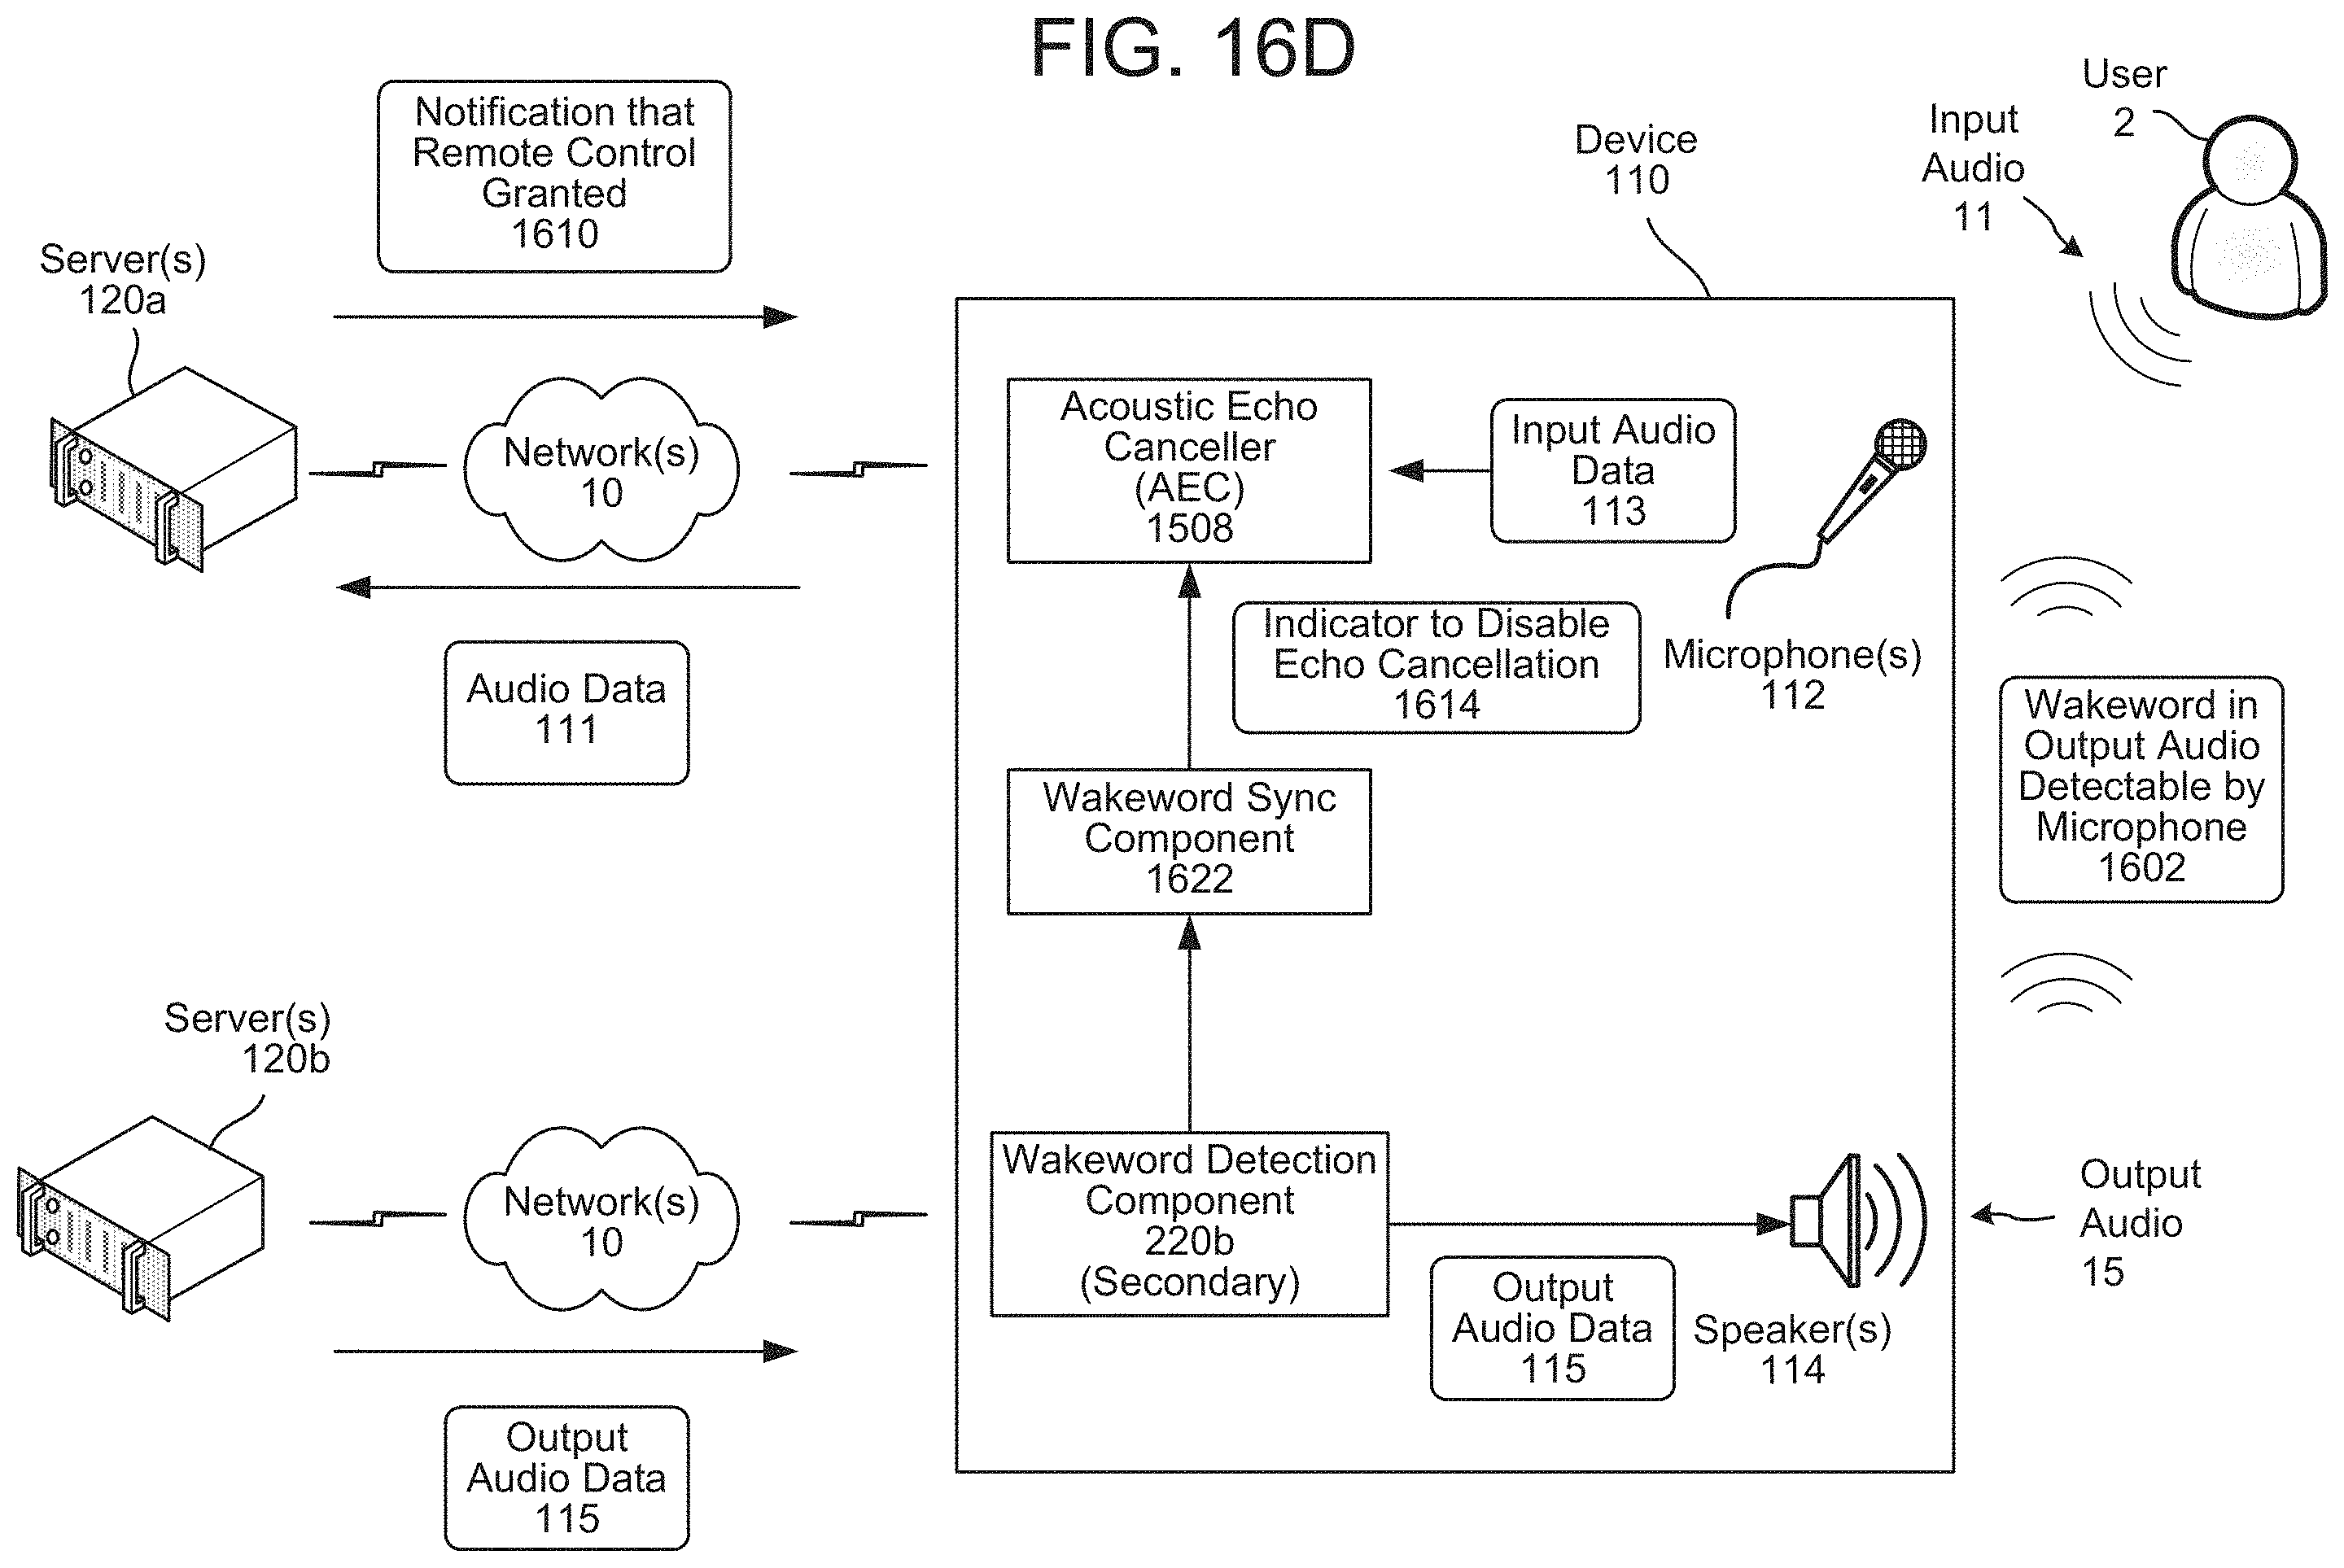 FIG. 16D
Notification that
Remote Control
Granted
1610
Server(s)
120a
Network(s)
10
Audio Data
111
Device
110
Input
Audio
11
User
2
Acoustic Echo
Canceller
(AEC)
1508
Input Audio
Data
113
Indicator to Disable
Echo Cancellation
1614
Microphone(s)
112
Wakeword Sync
Component
1622
Wakeword in
Output Audio
Detectable by
Microphone
1602
Server(s)
120b
Network(s)
10
Output
Audio Data
115
Wakeword Detection
Component
220b
(Secondary)
Output
Audio Data
115
Speaker(s)
114
Output
Audio
15